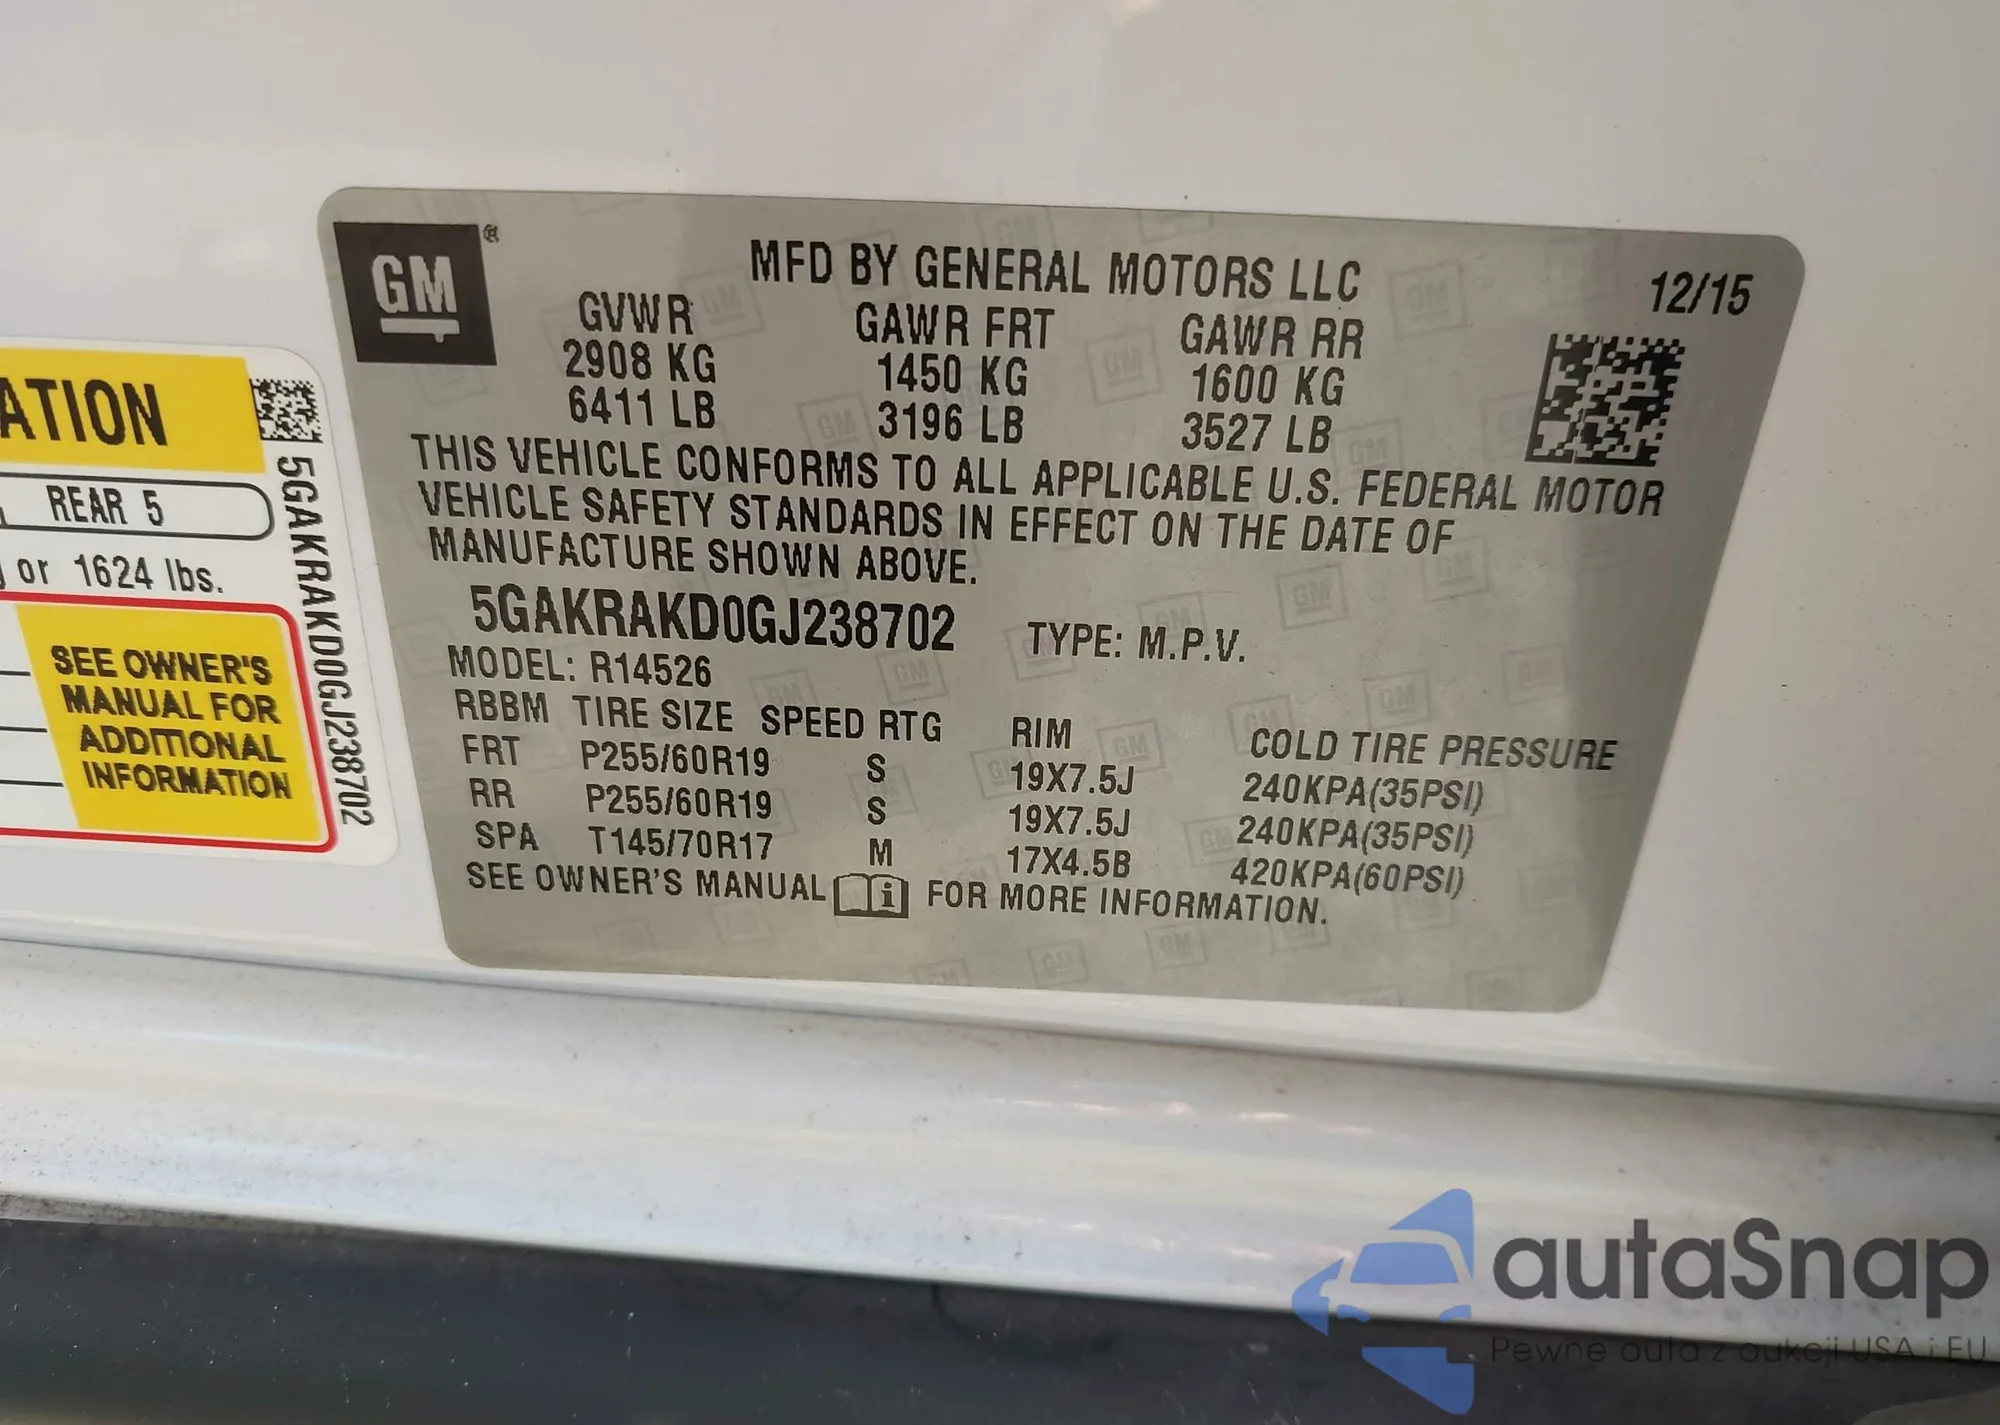 GM
MFD BY GENERAL MOTORS LLC
12/15
GVWR GAWR FRT GAWR RR
2908 KG 1450 KG 1600 KG
6411 LB 3196 LB 3527 LB
THIS VEHICLE CONFORMS TO ALL APPLICABLE U.S. FEDERAL MOTOR
VEHICLE SAFETY STANDARDS IN EFFECT ON THE DATE OF
MANUFACTURE SHOWN ABOVE.
5GAKRAKD0GJ238702 TYPE: M.P.V.
MODEL: R14526
RBBM TIRE SIZE SPEED RTG RIM COLD TIRE PRESSURE
FRT P255/60R19 S 19X7.5J 240KPA(35PSI)
RR P255/60R19 S 19X7.5J 240KPA(35PSI)
SPA T145/70R17 M 17X4.5B 420KPA(60PSI)
SEE OWNER'S MANUAL i FOR MORE INFORMATION.
ATION
REAR 5
or 1624 lbs.
SEE OWNER'S
MANUAL FOR
ADDITIONAL
INFORMATION
5GAKRAKD0GJ238702
autaSnap
Pewne auta z aukcji USA i EU